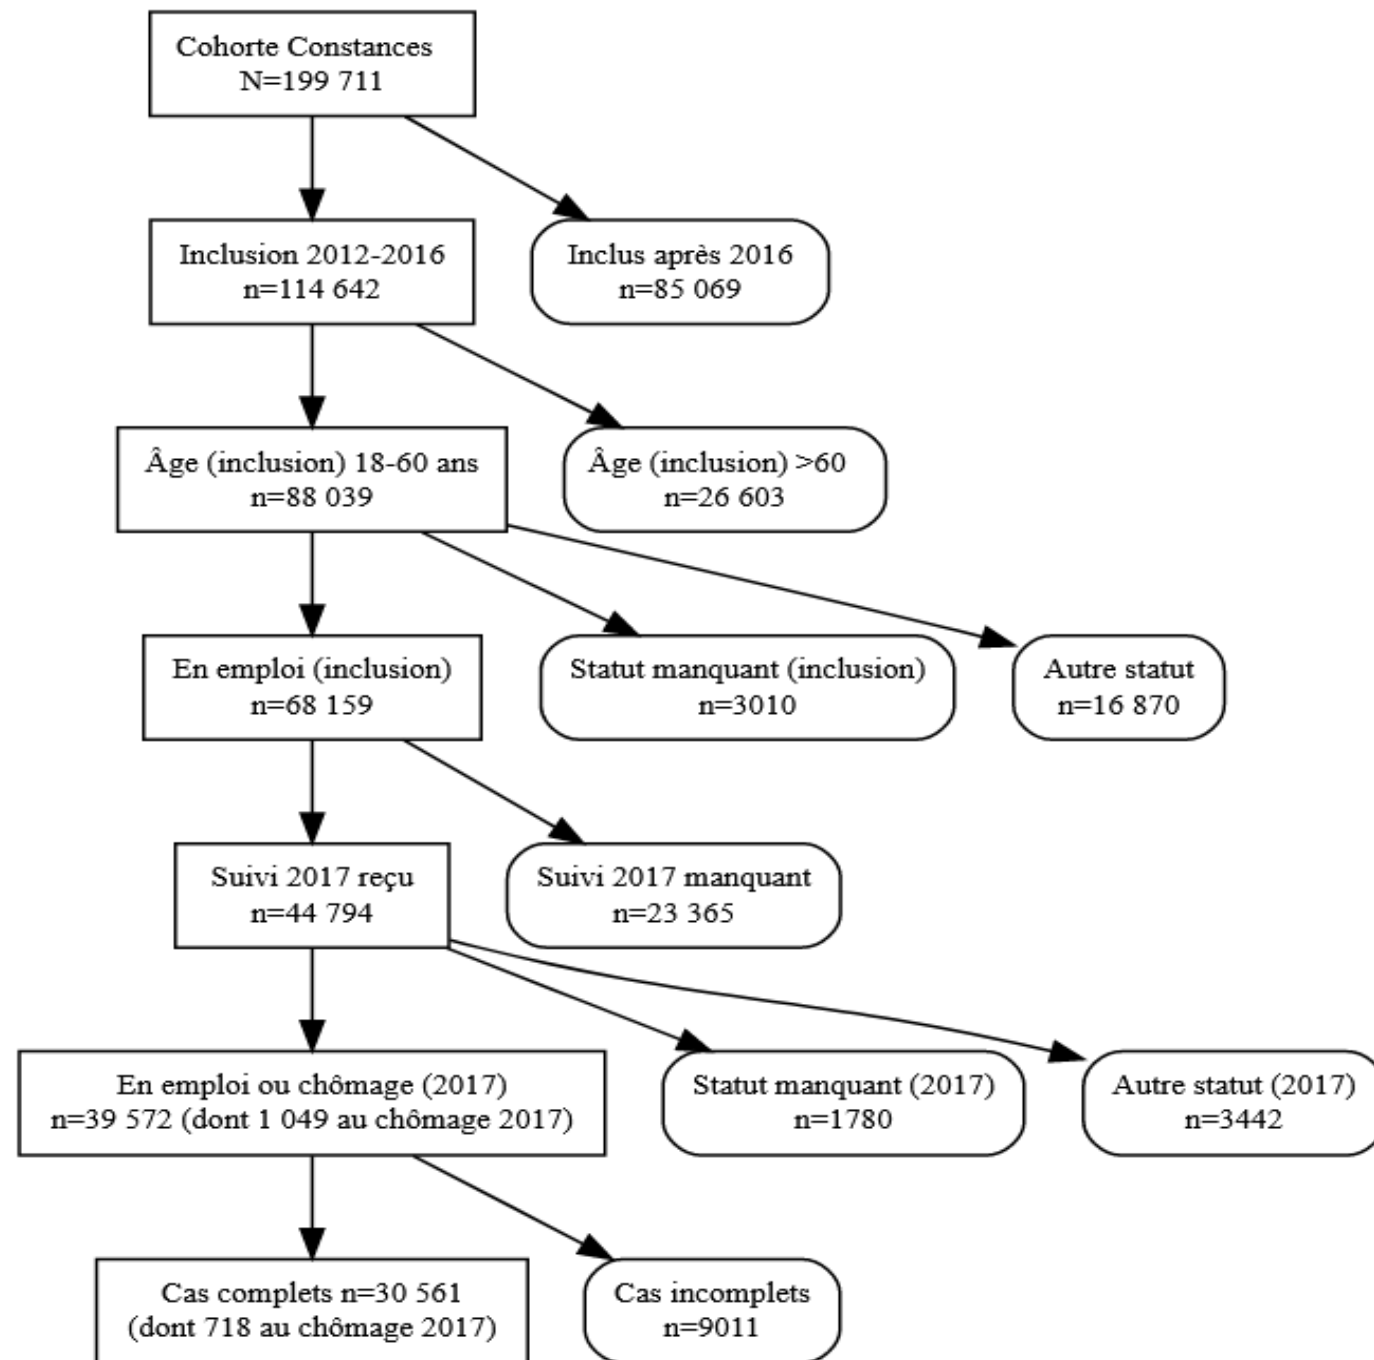 Cohorte Constances
N=199 711
Inclusion 2012-2016
n=114 642
Inclus après 2016
n=85 069
Âge (inclusion) 18-60 ans
n=88 039
Âge (inclusion) >60
n=26 603
En emploi (inclusion)
n=68 159
Statut manquant (inclusion)
n=3010
Autre statut
n=16 870
Suivi 2017 reçu
n=44 794
Suivi 2017 manquant
n=23 365
En emploi ou chômage (2017)
n=39 572 (dont 1 049 au chômage 2017)
Statut manquant (2017)
n=1780
Autre statut (2017)
n=3442
Cas complets n=30 561
(dont 718 au chômage 2017)
Cas incomplets
n=9011